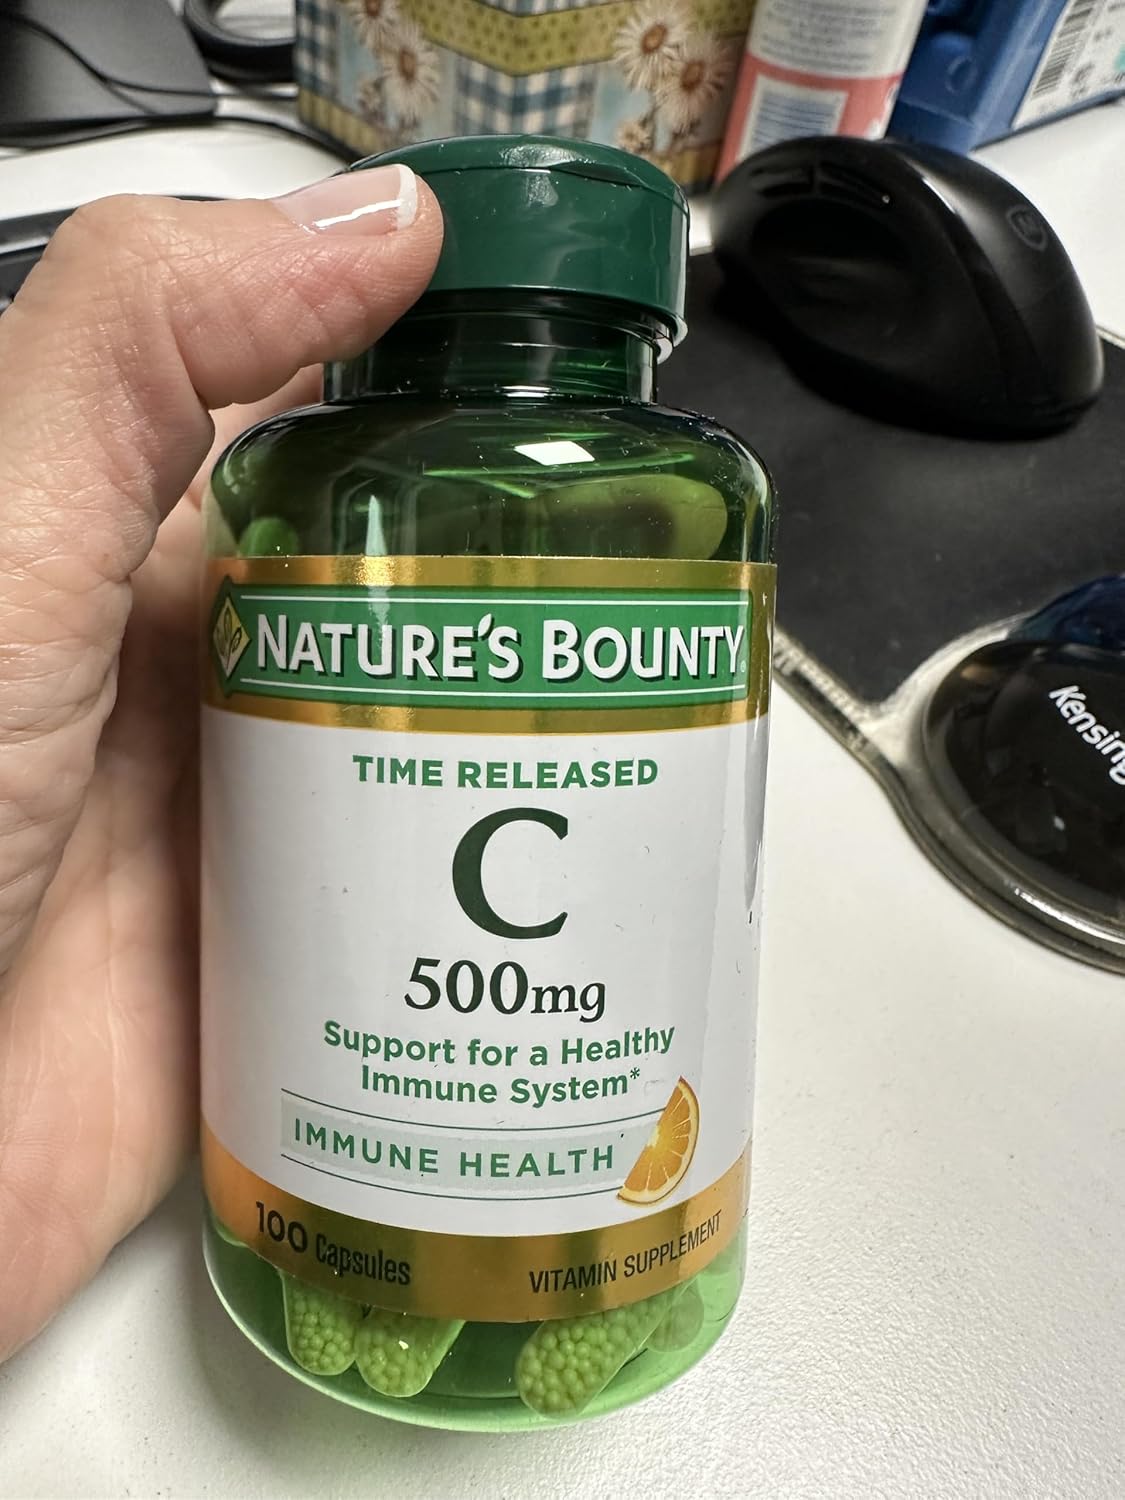 NATURE'S BOUNTY®
TIME RELEASED
C
500mg
Support for a Healthy
Immune System*
IMMUNE HEALTH
100 Capsules
VITAMIN SUPPLEMENT